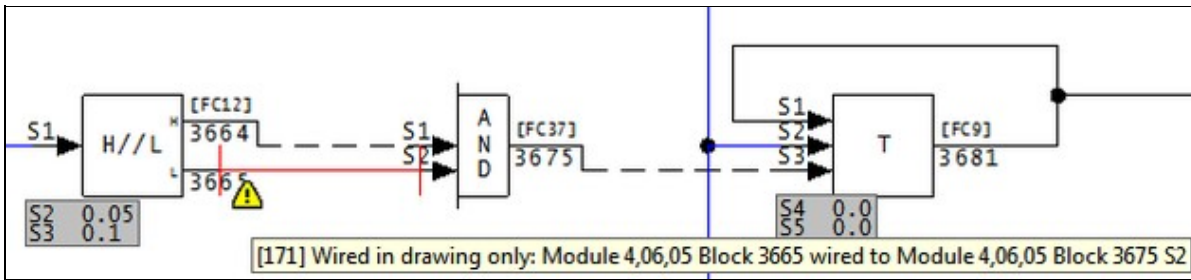 S1
H//L
H
L
[FC12]
3664
3665
S2 0.05
S3 0.1
S1
S2
AND
[FC37]
3675
S1
S2
S3
T
[FC9]
3681
S4 0.0
S5 0.0
[171] Wired in drawing only: Module 4,06,05 Block 3665 wired to Module 4,06,05 Block 3675 S2